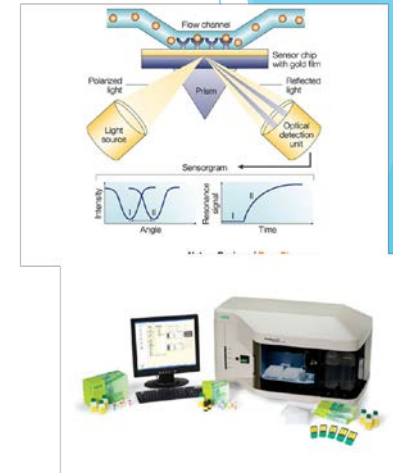 Flow channel
Sensor chip
with gold film
Polarized
light
Reflected
light
Prism
Light
source
Optical
detection
unit
Sensorgram
Intensity
I
II
Angle
Resonance
signal
I
II
Time